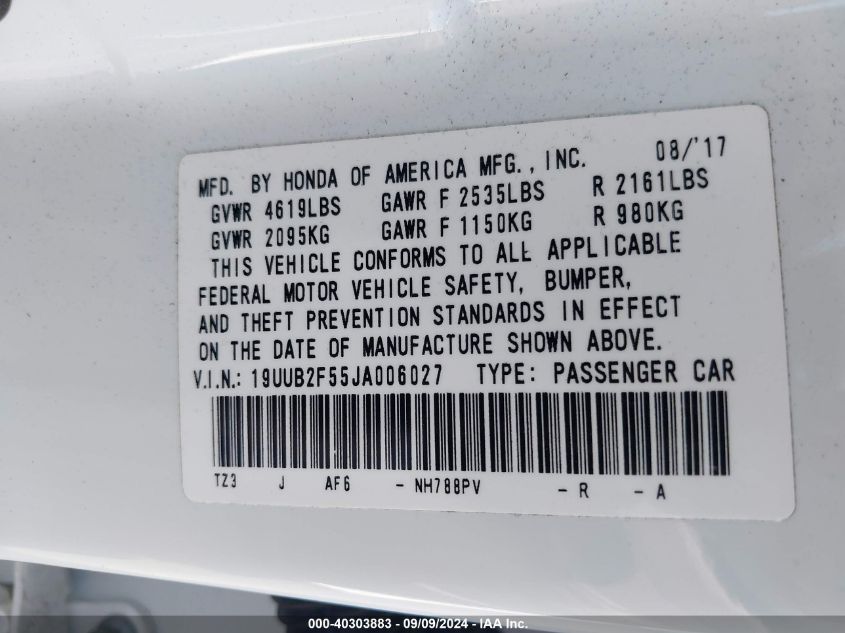 MFD. BY HONDA OF AMERICA MFG., INC. 08/'17
GVWR 4619LBS GAWR F 2535LBS R 2161LBS
GVWR 2095KG GAWR F 1150KG R 980KG
THIS VEHICLE CONFORMS TO ALL APPLICABLE
FEDERAL MOTOR VEHICLE SAFETY, BUMPER,
AND THEFT PREVENTION STANDARDS IN EFFECT
ON THE DATE OF MANUFACTURE SHOWN ABOVE.
V.I.N.: 19UUB2F55JA006027 TYPE: PASSENGER CAR
TZ3 J AF6 - NH788PV - R - A
000-40303883 - 09/09/2024 - IAA Inc.